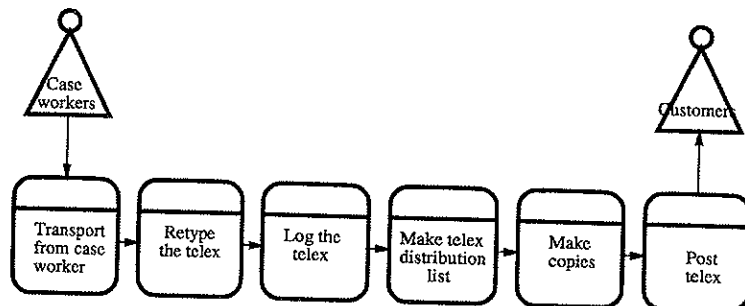 Case
workers
Customers
Transport
from case
worker
Retype
the telex
Log the
telex
Make telex
distribution
list
Make
copies
Post
telex